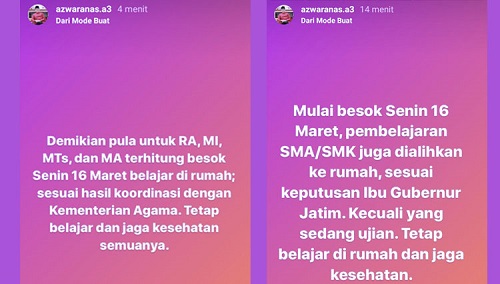 azwaranas.a3 4 menit
Dari Mode Buat
Demikian pula untuk RA, MI,
MTs, dan MA terhitung besok
Senin 16 Maret belajar di rumah;
sesuai hasil koordinasi dengan
Kementerian Agama. Tetap
belajar dan jaga kesehatan
semuanya.
azwaranas.a3 14 menit
Dari Mode Buat
Mulai besok Senin 16
Maret, pembelajaran
SMA/SMK juga dialihkan
ke rumah, sesuai
keputusan Ibu Gubernur
Jatim. Kecuali yang
sedang ujian. Tetap
belajar di rumah dan jaga
kesehatan.